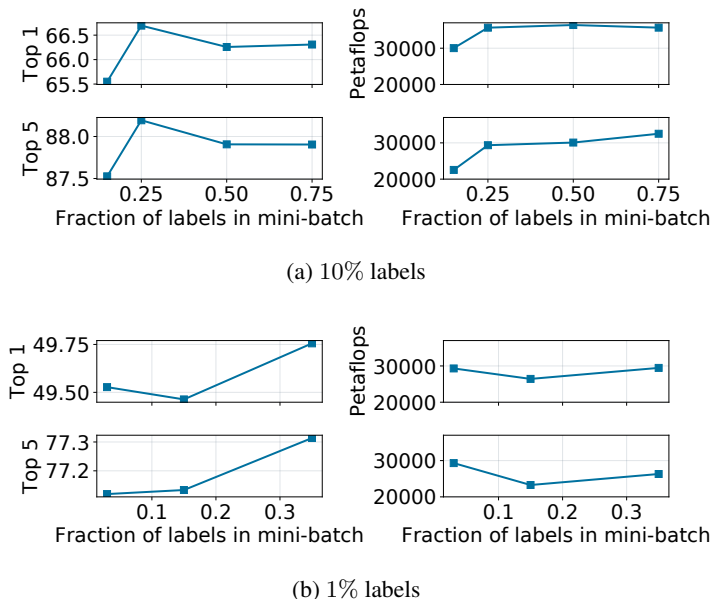 Top 1
66.5
66.0
65.5
Petaflops
30000
20000
Top 5
88.0
87.5
0.25 0.50 0.75
Fraction of labels in mini-batch
30000
20000
0.25 0.50 0.75
Fraction of labels in mini-batch
(a) 10% labels
Top 1
49.75
49.50
Petaflops
30000
20000
Top 5
77.3
77.2
0.1 0.2 0.3
Fraction of labels in mini-batch
30000
20000
0.1 0.2 0.3
Fraction of labels in mini-batch
(b) 1% labels